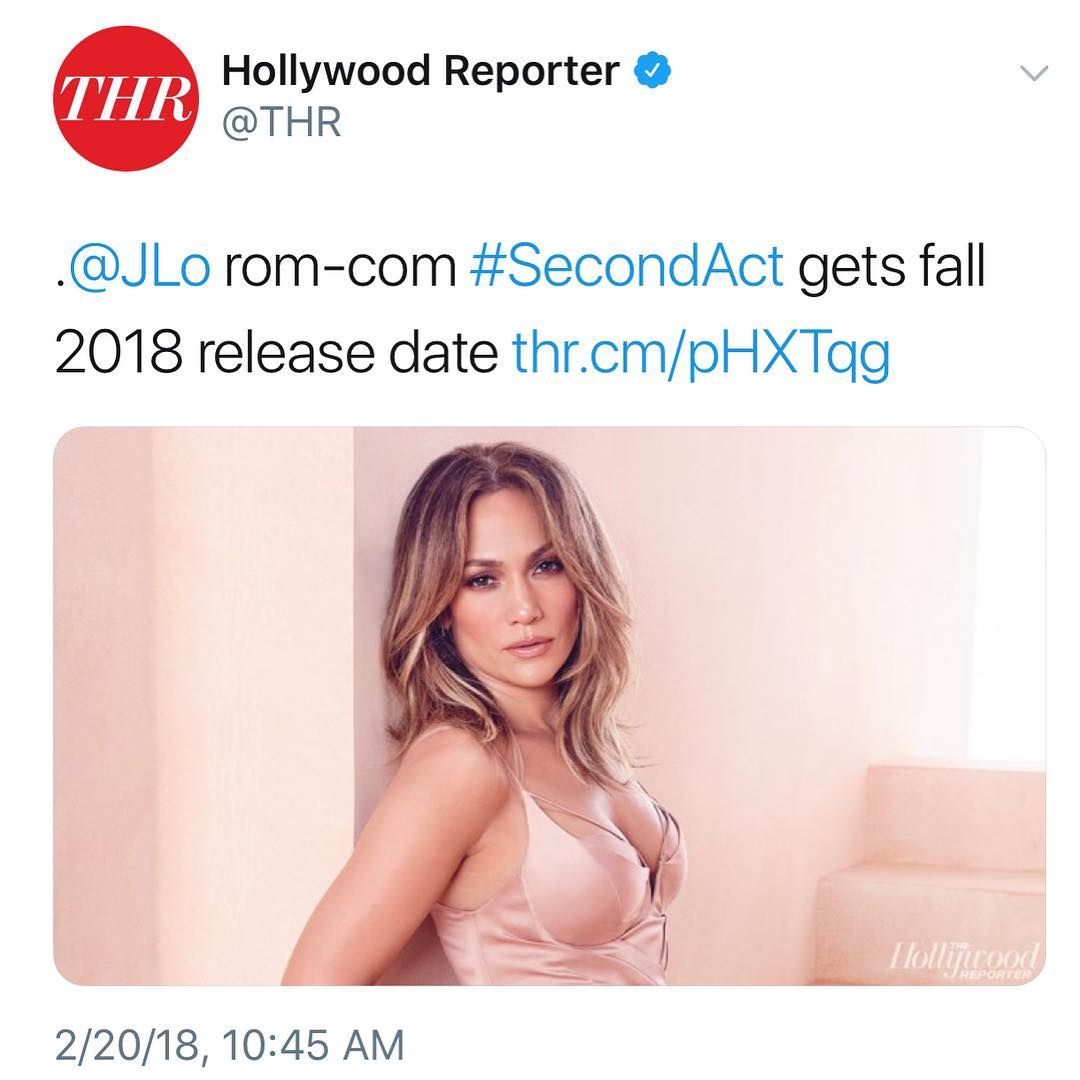 THR
Hollywood Reporter
@THR
.@JLo rom-com #SecondAct gets fall
2018 release date thr.cm/pHXTqg
THE
Hollywood
REPORTER
2/20/18, 10:45 AM